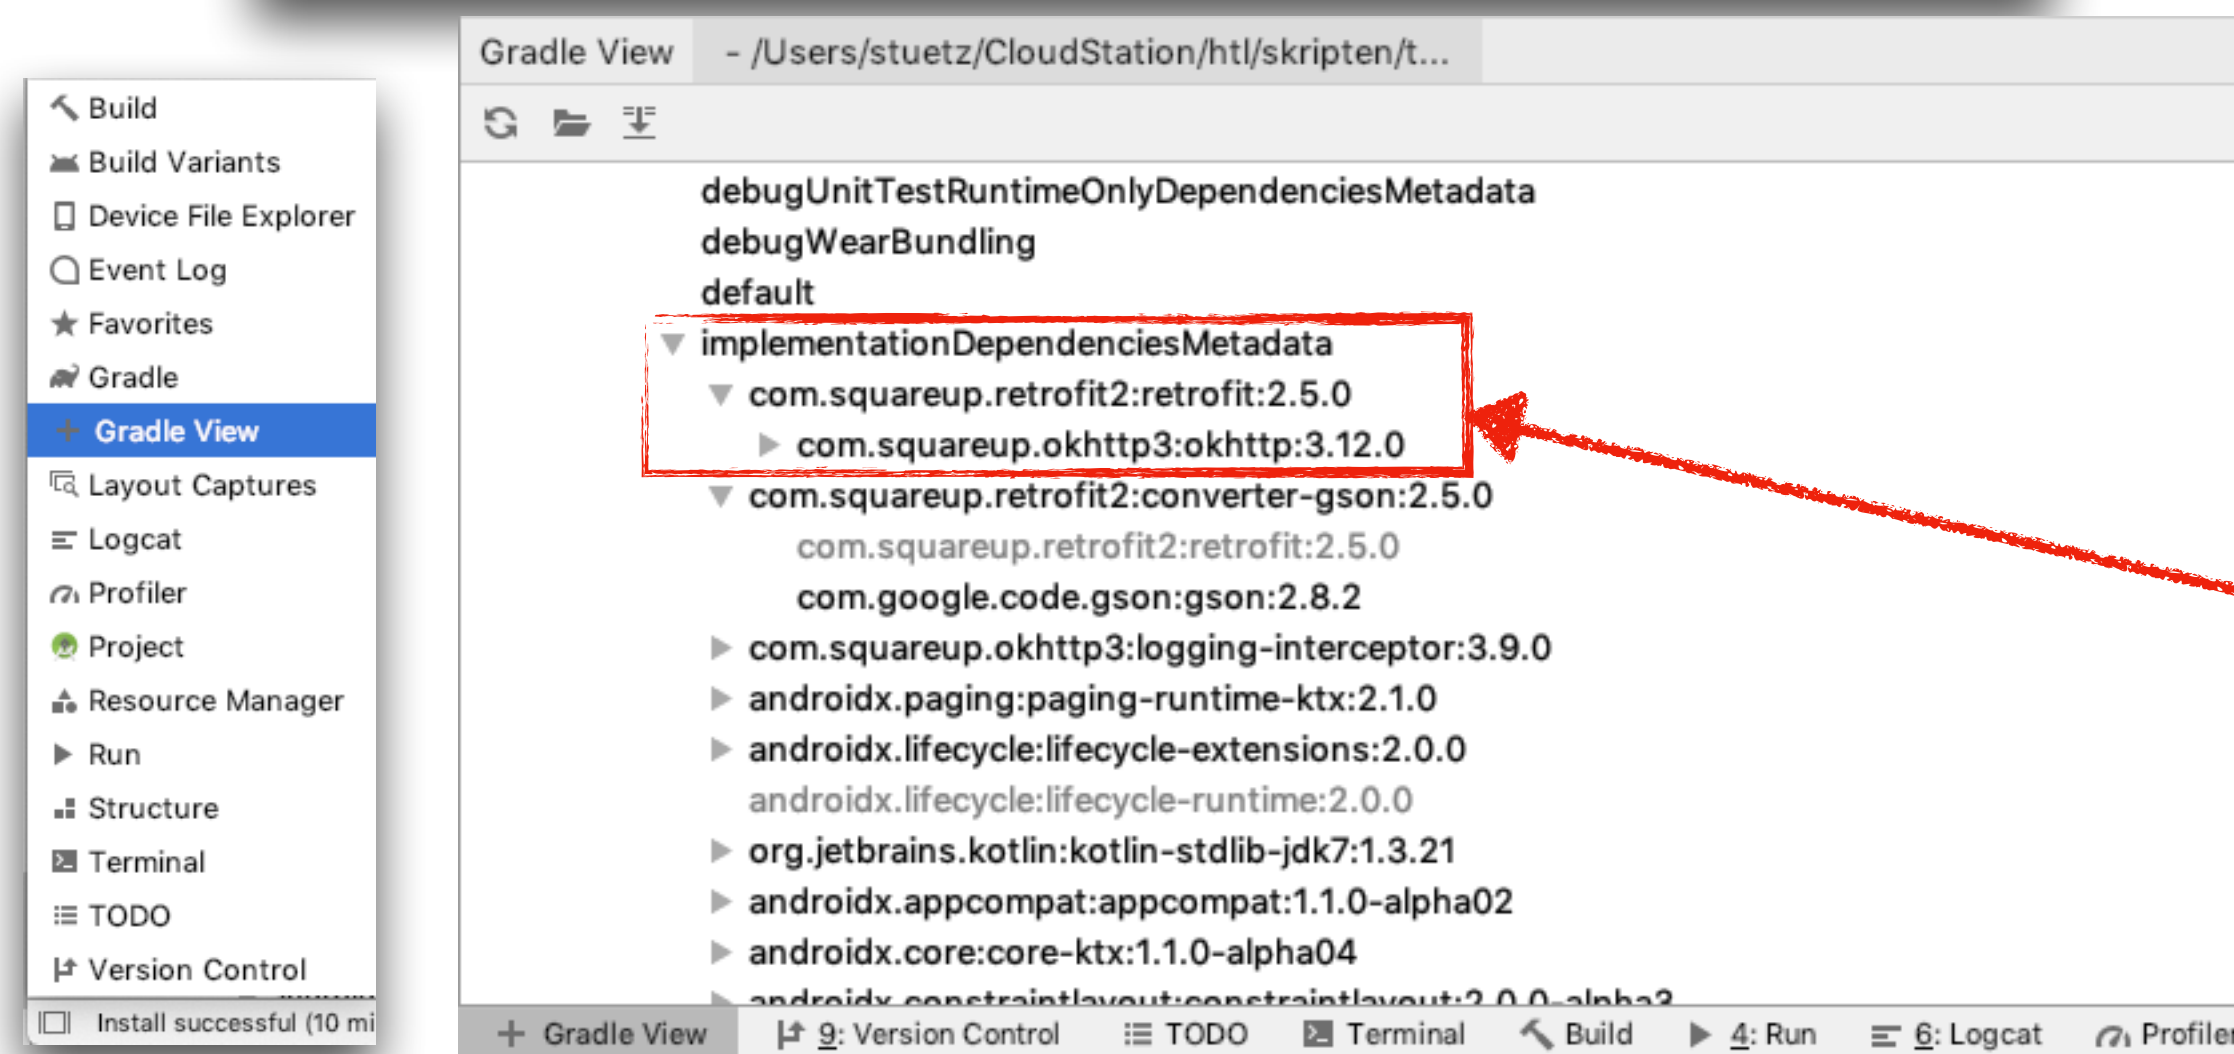 Build
Build Variants
Device File Explorer
Event Log
Favorites
Gradle
Gradle View
Layout Captures
Logcat
Profiler
Project
Resource Manager
Run
Structure
Terminal
TODO
Version Control
Install successful (10 mi
Gradle View - /Users/stuetz/CloudStation/htl/skripten/t...
debugUnitTestRuntimeOnlyDependenciesMetadata
debugWearBundling
default
implementationDependenciesMetadata
com.squareup.retrofit2:retrofit:2.5.0
com.squareup.okhttp3:okhttp:3.12.0
com.squareup.retrofit2:converter-gson:2.5.0
com.squareup.retrofit2:retrofit:2.5.0
com.google.code.gson:gson:2.8.2
com.squareup.okhttp3:logging-interceptor:3.9.0
androidx.paging:paging-runtime-ktx:2.1.0
androidx.lifecycle:lifecycle-extensions:2.0.0
androidx.lifecycle:lifecycle-runtime:2.0.0
org.jetbrains.kotlin:kotlin-stdlib-jdk7:1.3.21
androidx.appcompat:appcompat:1.1.0-alpha02
androidx.core:core-ktx:1.1.0-alpha04
androidx.constraintlayout:constraintlayout:2.0.0-alpha3
Gradle View 9: Version Control TODO Terminal Build 4: Run 6: Logcat Profiler